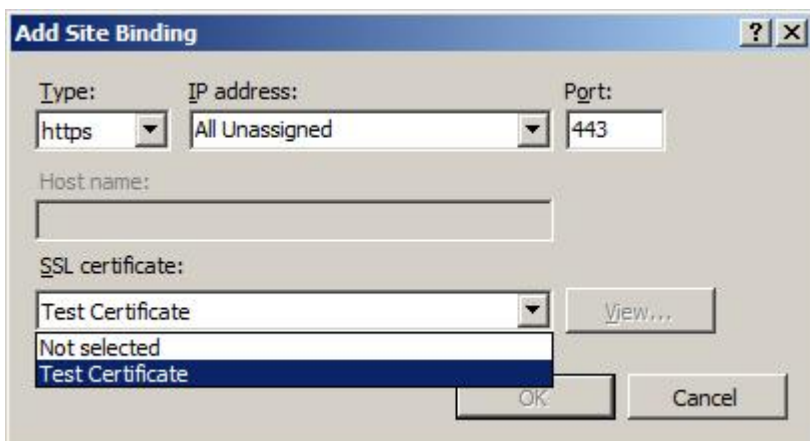 Add Site Binding
Type: IP address: Port:
https All Unassigned 443
Host name:
SSL certificate:
Test Certificate View...
Not selected
Test Certificate
OK Cancel